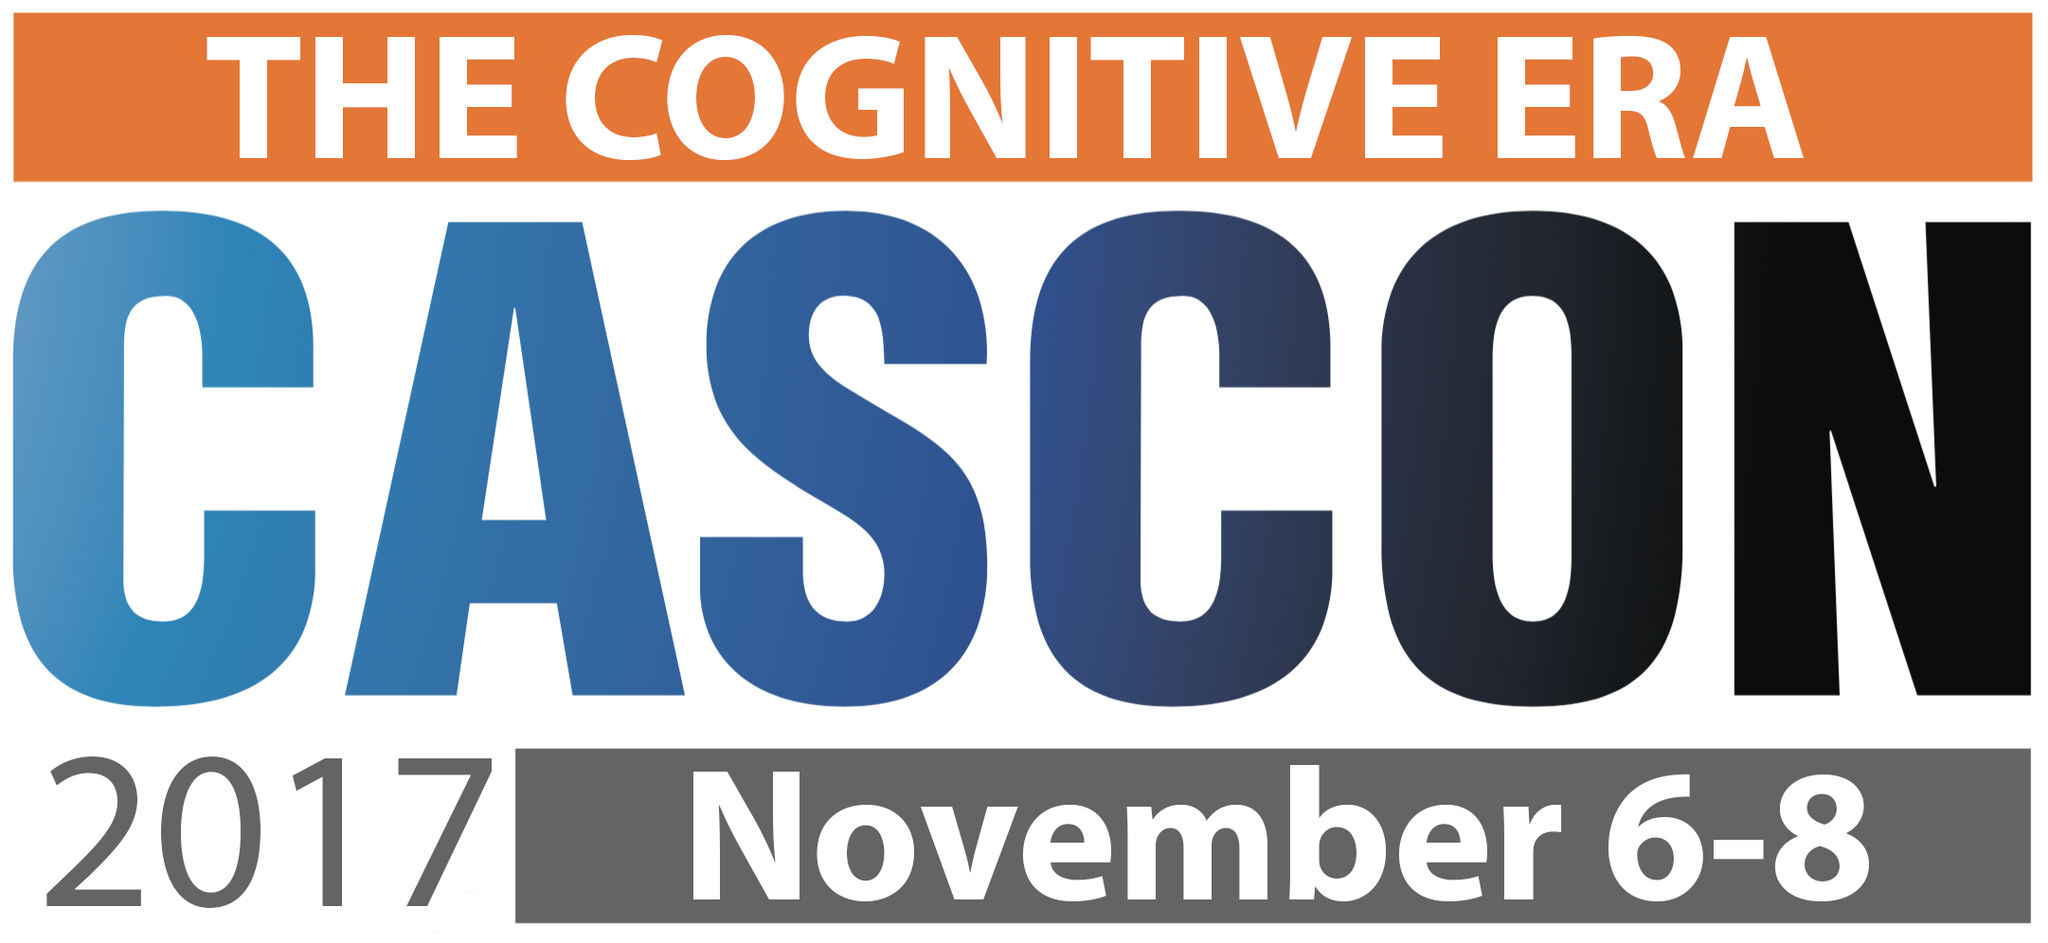 THE COGNITIVE ERA
CASCON
2017 November 6-8